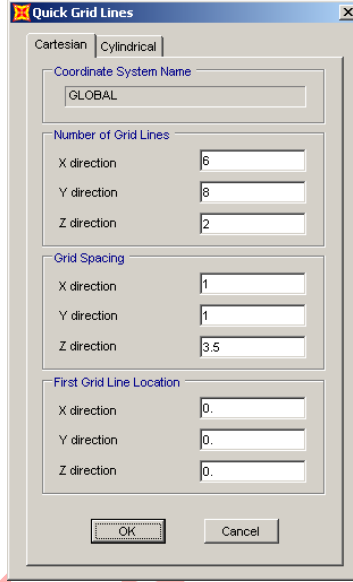 Quick Grid Lines
Cartesian Cylindrical
Coordinate System Name
GLOBAL
Number of Grid Lines
X direction 6
Y direction 8
Z direction 2
Grid Spacing
X direction 1
Y direction 1
Z direction 3.5
First Grid Line Location
X direction 0.
Y direction 0.
Z direction 0.
OK Cancel